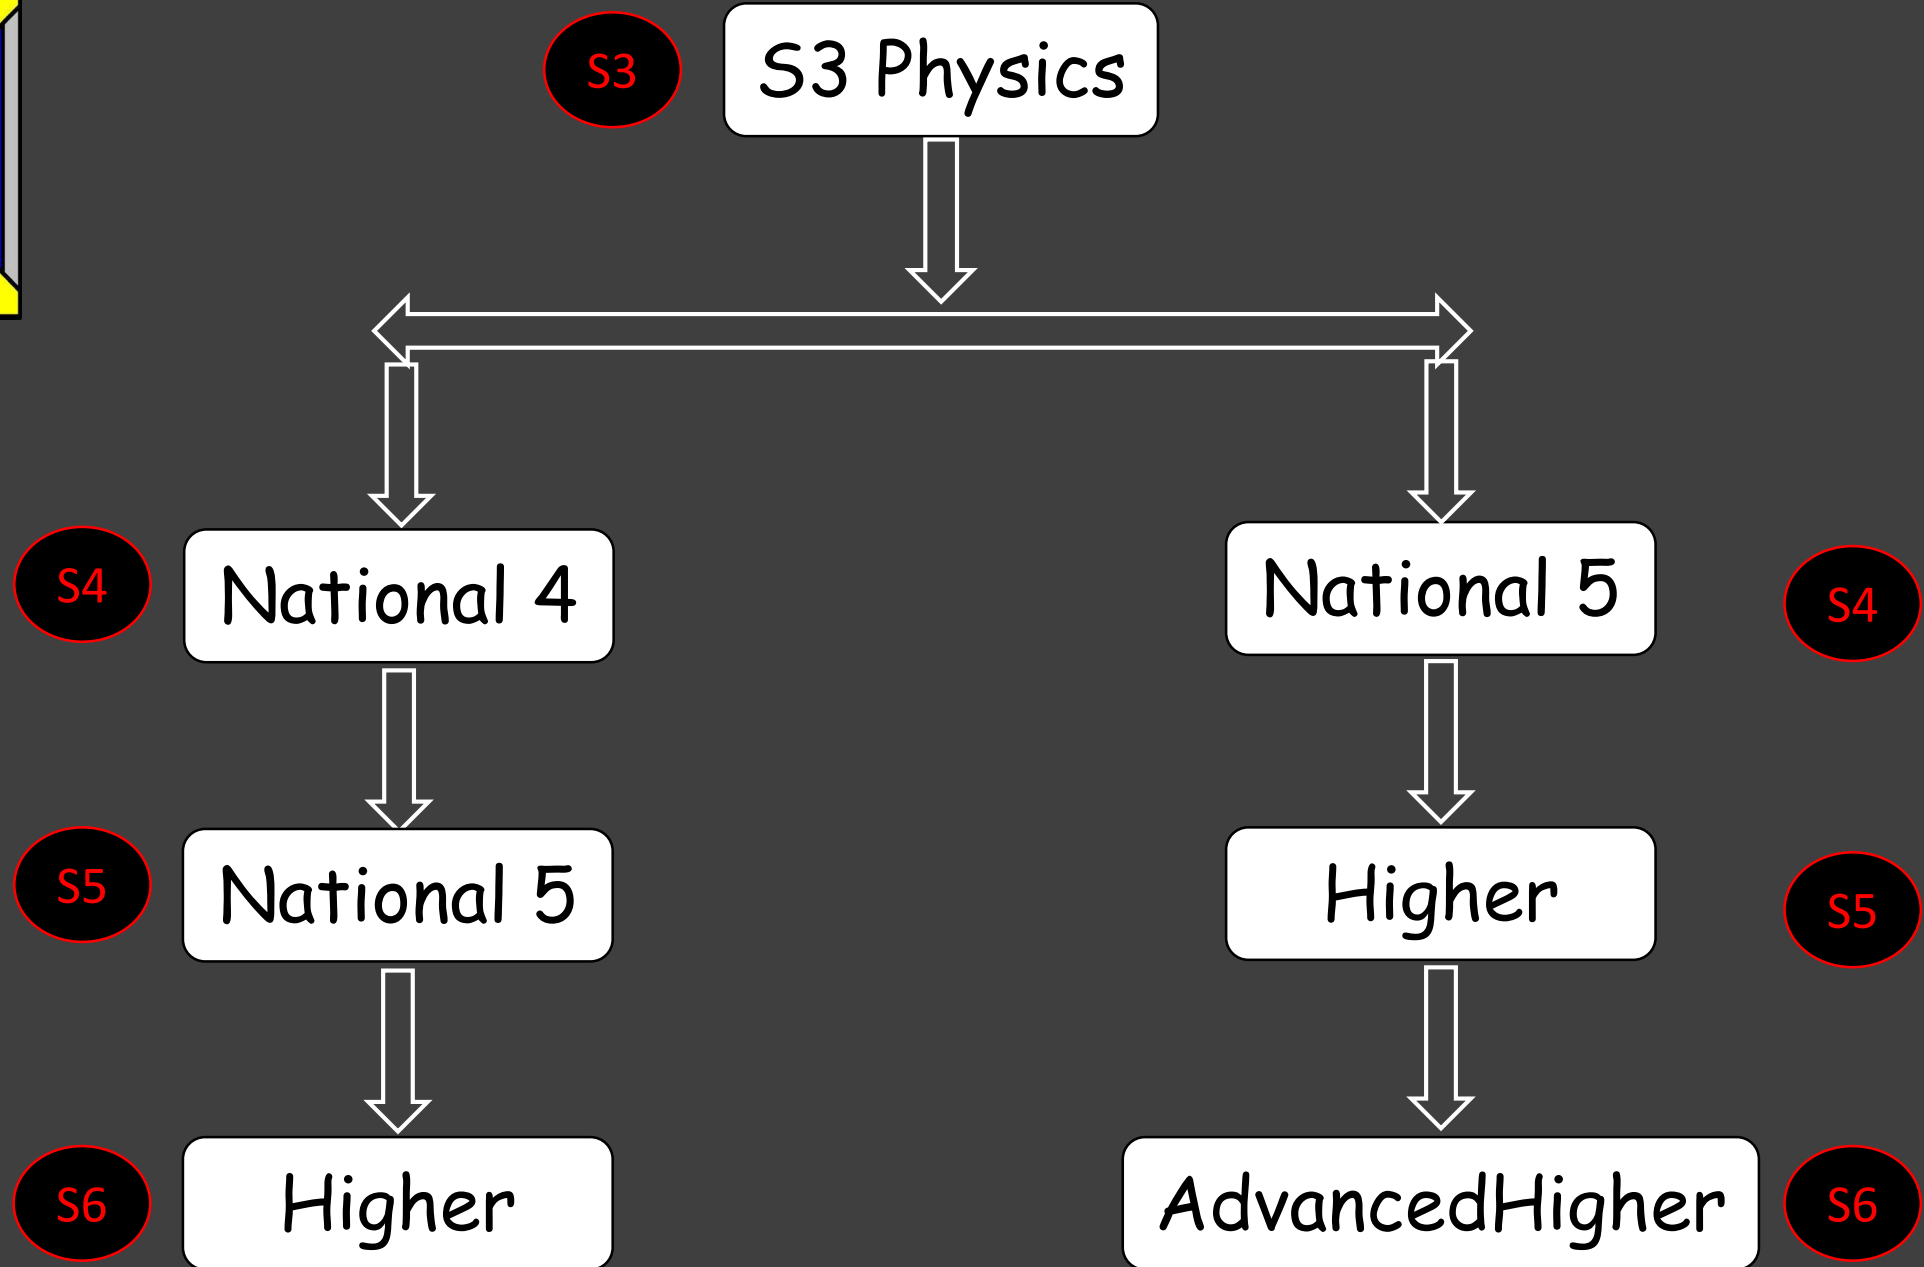 S3
S3 Physics
S4
National 4
National 5
S4
S5
National 5
Higher
S5
S6
Higher
AdvancedHigher
S6